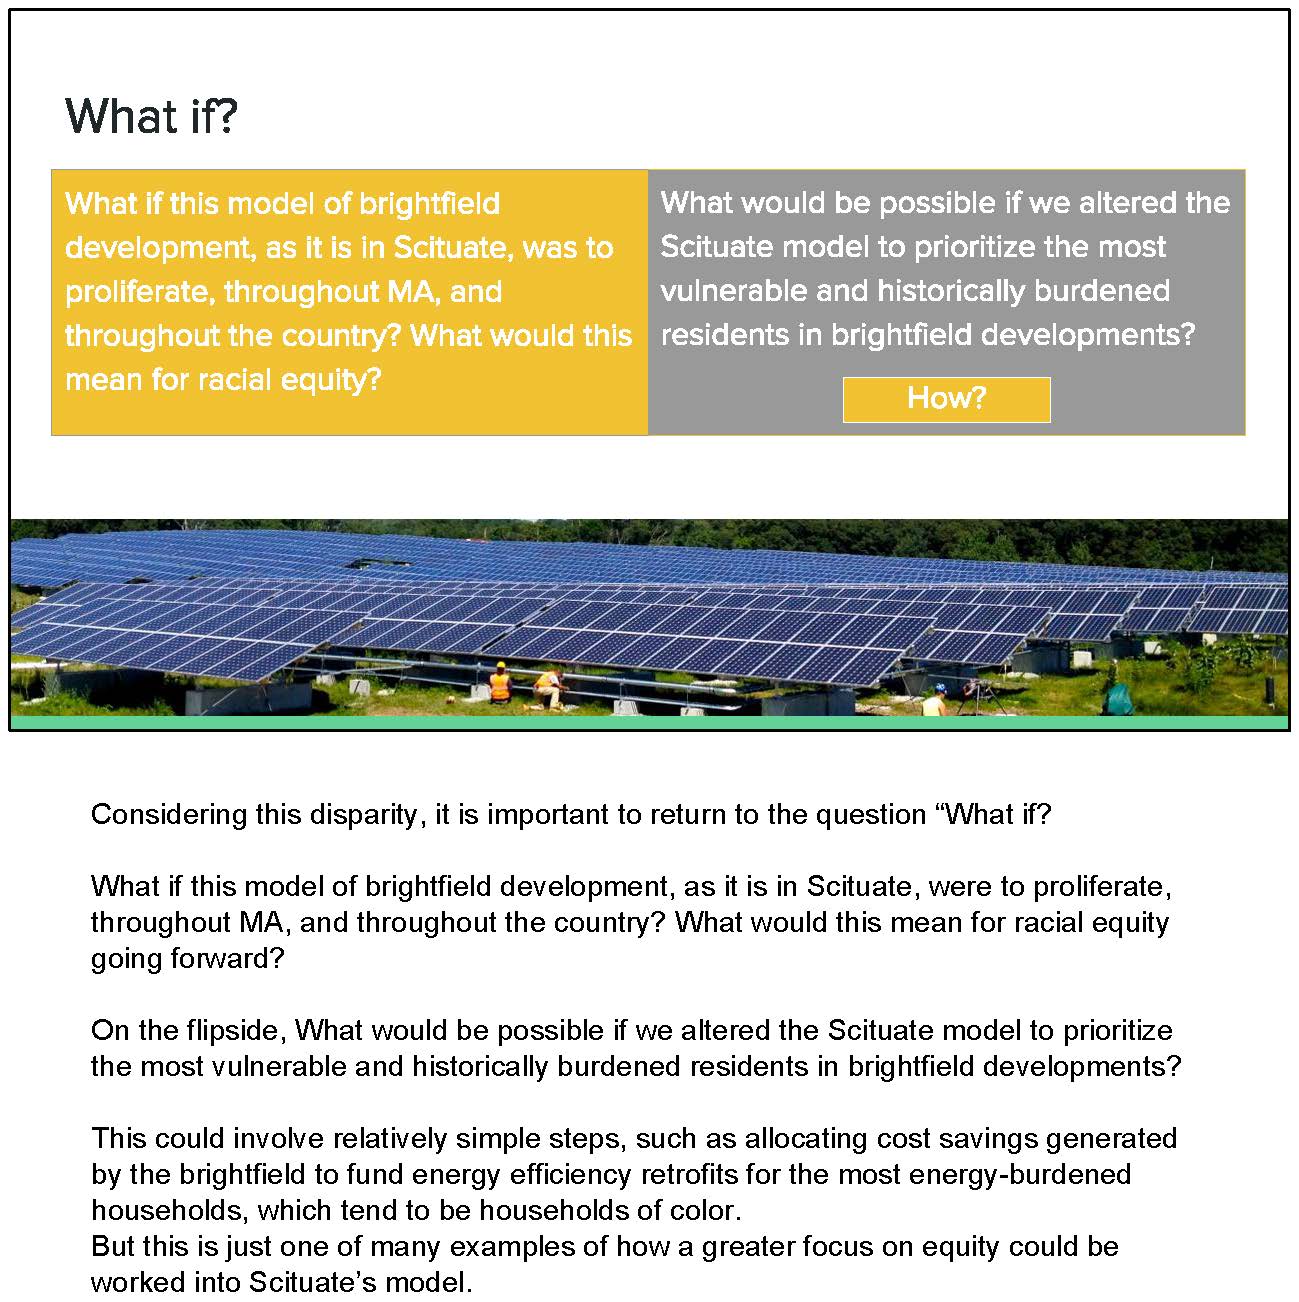 What if?
What if this model of brightfield
development, as it is in Scituate, was to
proliferate, throughout MA, and
throughout the country? What would this
mean for racial equity?
What would be possible if we altered the
Scituate model to prioritize the most
vulnerable and historically burdened
residents in brightfield developments?
How?
Considering this disparity, it is important to return to the question “What if?
What if this model of brightfield development, as it is in Scituate, were to proliferate,
throughout MA, and throughout the country? What would this mean for racial equity
going forward?
On the flipside, What would be possible if we altered the Scituate model to prioritize
the most vulnerable and historically burdened residents in brightfield developments?
This could involve relatively simple steps, such as allocating cost savings generated
by the brightfield to fund energy efficiency retrofits for the most energy-burdened
households, which tend to be households of color.
But this is just one of many examples of how a greater focus on equity could be
worked into Scituate’s model.